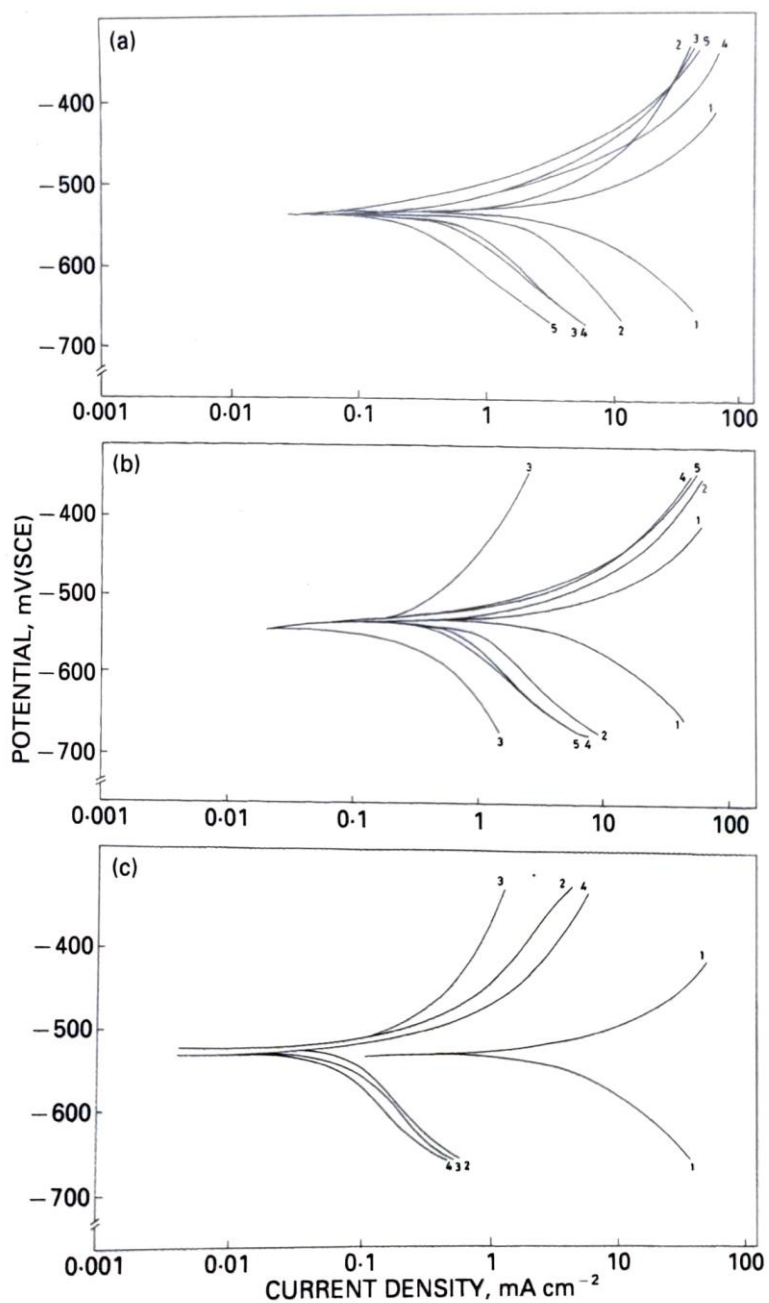 (a)
2 3 5 4
1
−400
−500
−600
−700
5 3 4 2 1
0·001 0·01 0·1 1 10 100
(b)
3 4 5 2
1
−400
−500
−600
−700
3 5 4 2 1
0·001 0·01 0·1 1 10 100
POTENTIAL, mV(SCE)
(c)
3 2 4
1
−400
−500
−600
−700
4 3 2 1
0·001 0·01 0·1 1 10 100
CURRENT DENSITY, mA cm⁻²